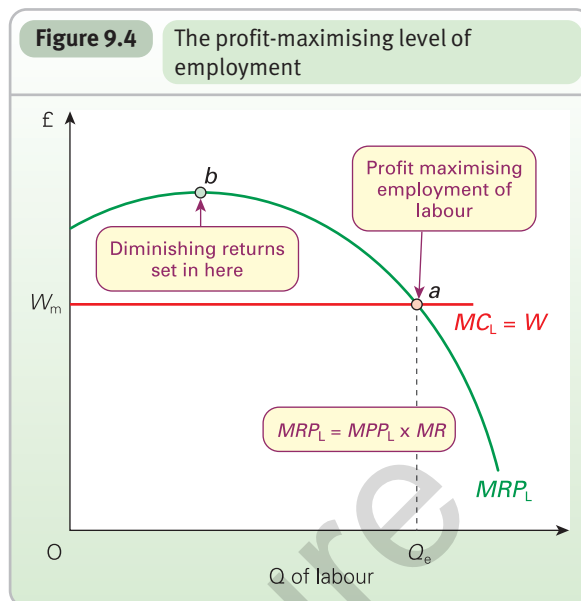 Figure 9.4
The profit-maximising level of
employment
£
b
Profit maximising
employment of
labour
Diminishing returns
set in here
a
Wm
MCL = W
MRPL = MPPL x MR
MRPL
O
Qe
Q of labour
ure